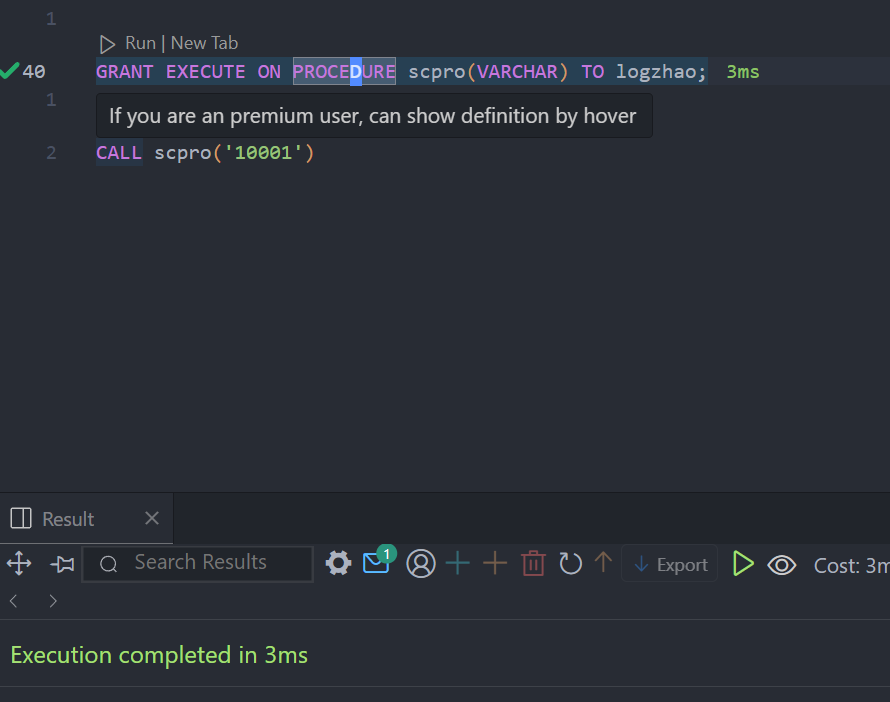 1
Run | New Tab
40 GRANT EXECUTE ON PROCEDURE scpro(VARCHAR) TO logzhao; 3ms
1
If you are an premium user, can show definition by hover
2 CALL scpro('10001')
Result
Search Results 1 Export Cost: 3m
Execution completed in 3ms